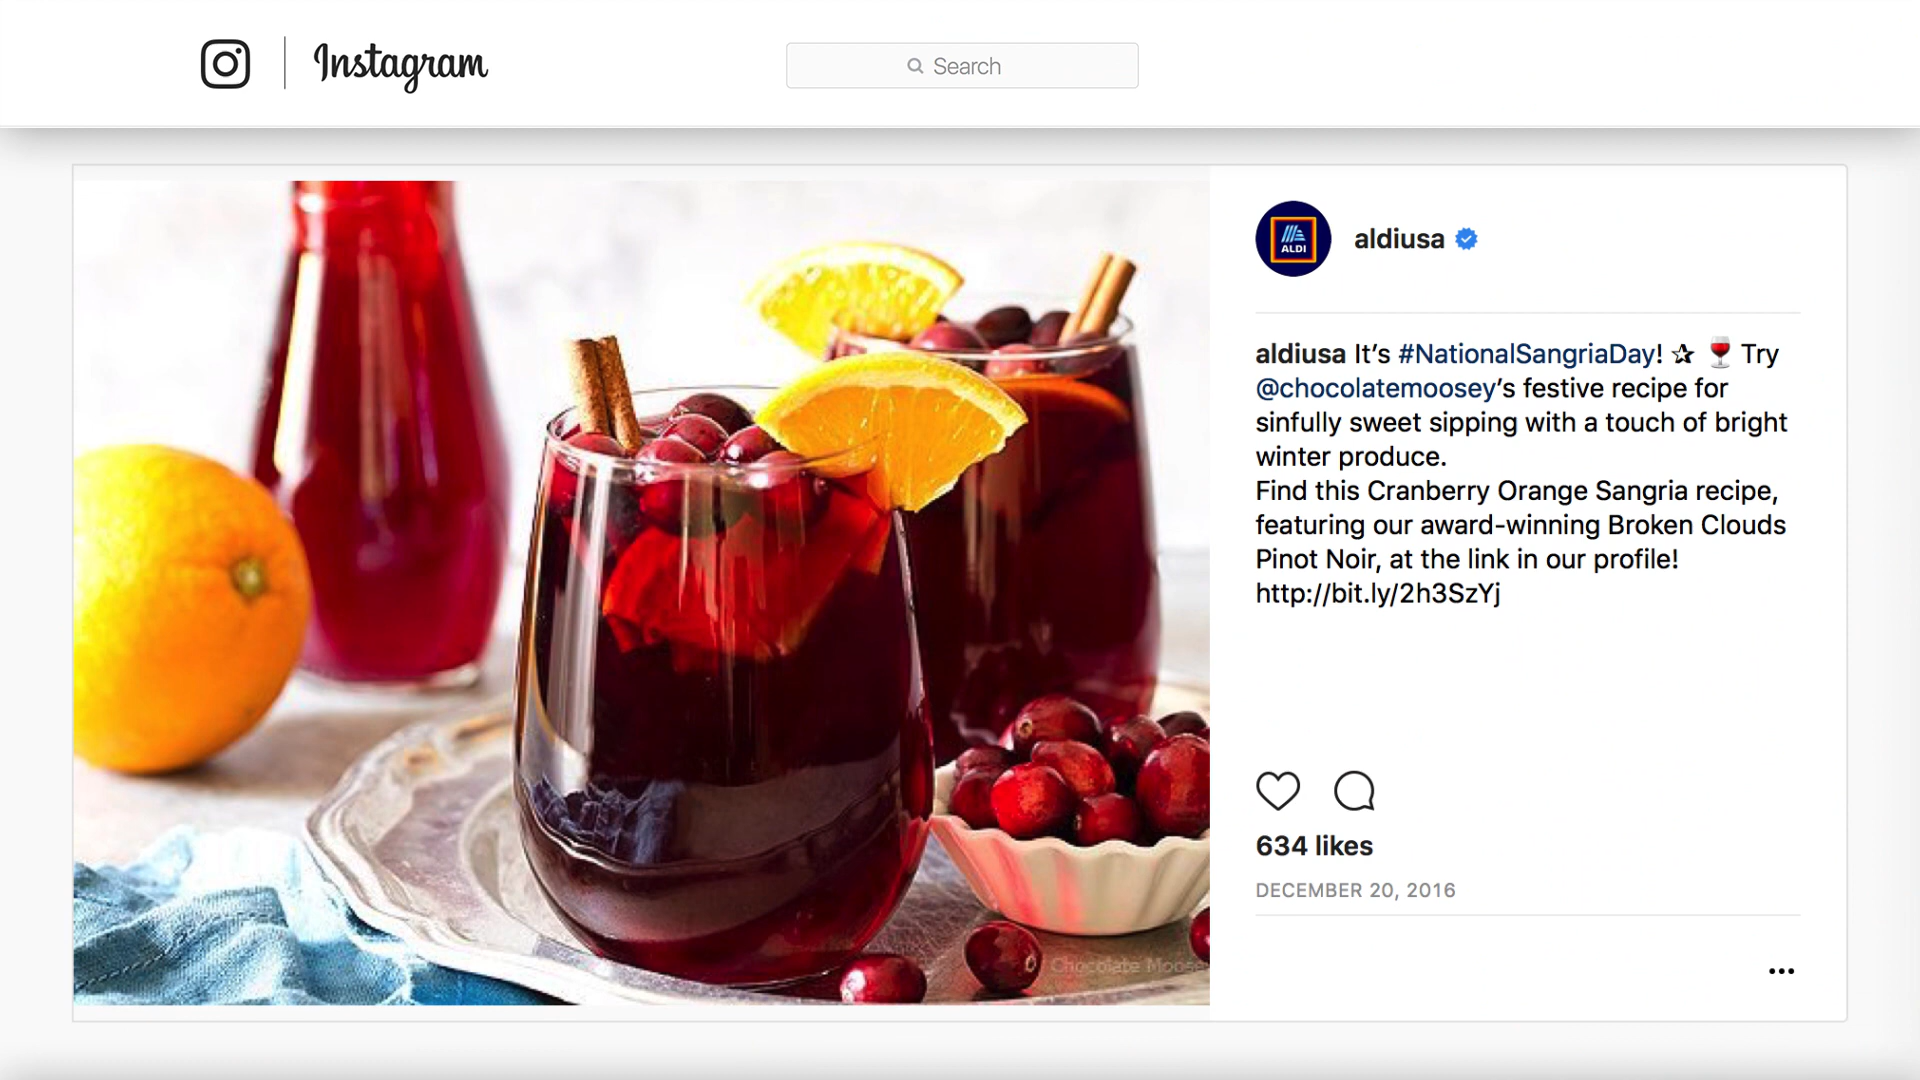 Instagram
Search
ALDI
aldiusa
aldiusa It’s #NationalSangriaDay! ✰ 🍷 Try
@chocolatemoosey’s festive recipe for
sinfully sweet sipping with a touch of bright
winter produce.
Find this Cranberry Orange Sangria recipe,
featuring our award-winning Broken Clouds
Pinot Noir, at the link in our profile!
http://bit.ly/2h3SzYj
634 likes
DECEMBER 20, 2016
Chocolate Moose